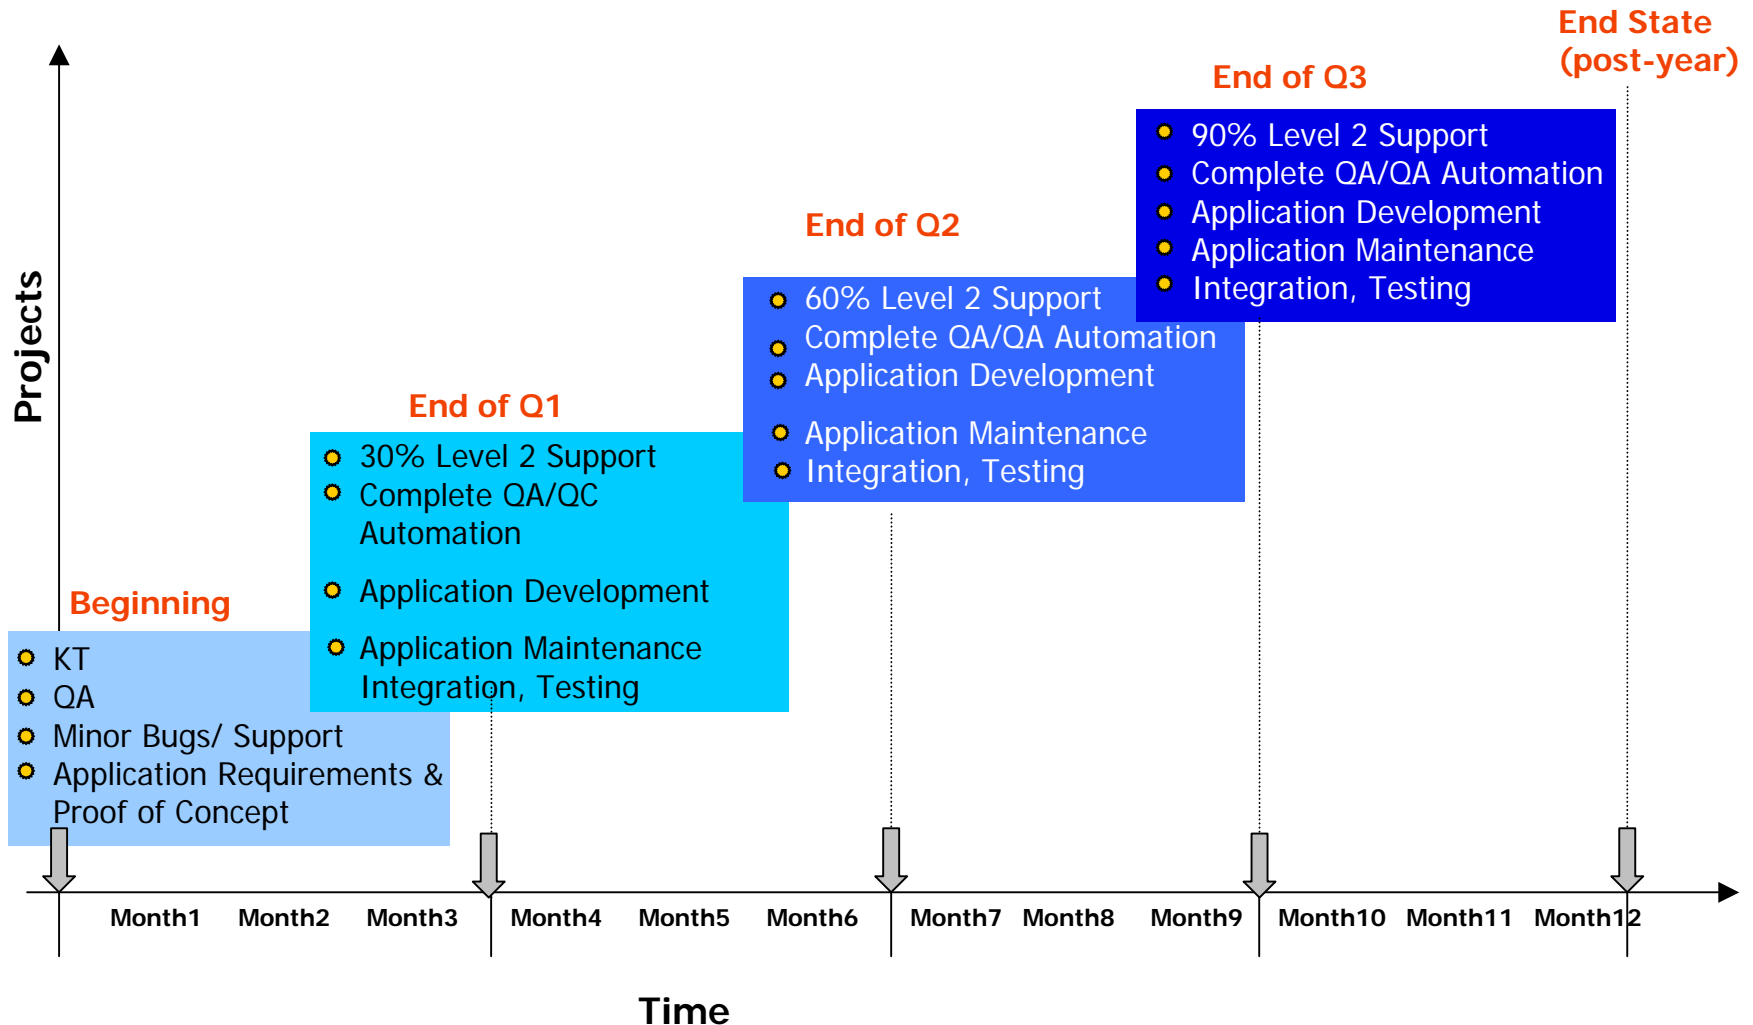 End State
(post-year)
End of Q3
90% Level 2 Support
Complete QA/QA Automation
Application Development
Application Maintenance
Integration, Testing
End of Q2
60% Level 2 Support
Complete QA/QA Automation
Application Development
Application Maintenance
Integration, Testing
Projects
End of Q1
30% Level 2 Support
Complete QA/QC
Automation
Application Development
Application Maintenance
Integration, Testing
Beginning
KT
QA
Minor Bugs/ Support
Application Requirements &
Proof of Concept
Month1 Month2 Month3 Month4 Month5 Month6 Month7 Month8 Month9 Month10 Month11 Month12
Time